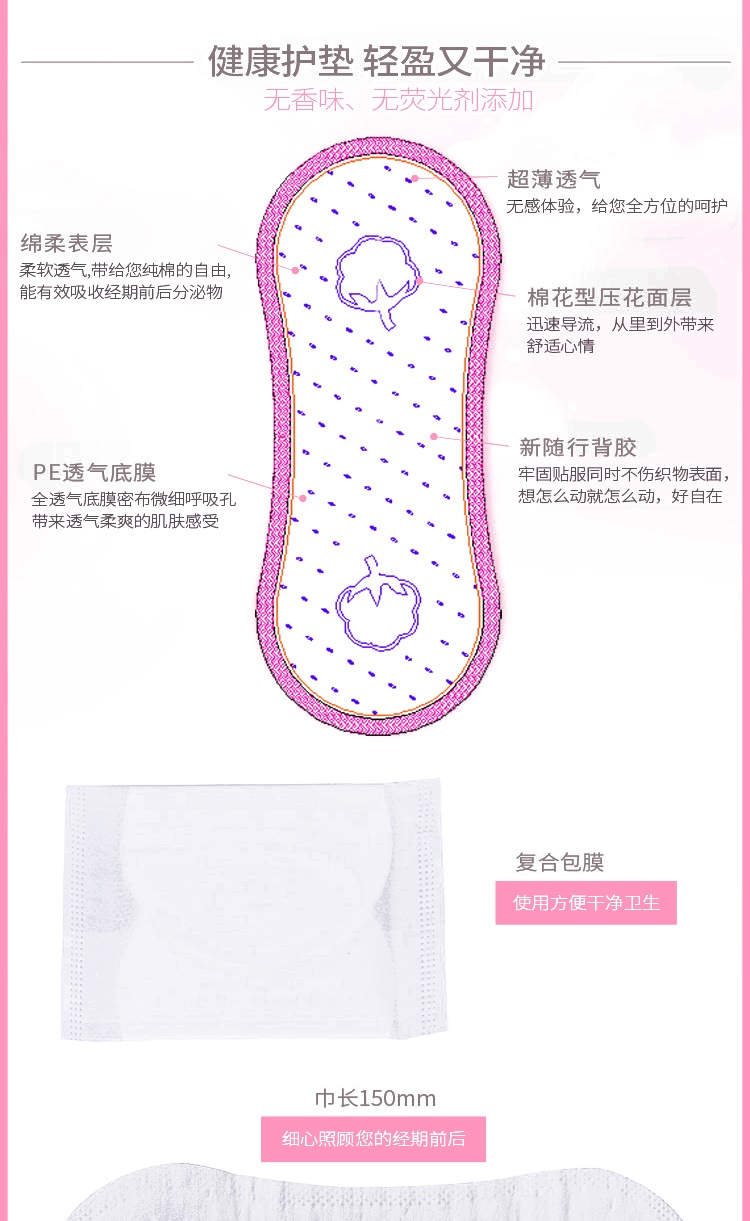 健康护垫 轻盈又干净
无香味、无荧光剂添加
超薄透气
无感体验，给您全方位的呵护
绵柔表层
柔软透气,带给您纯棉的自由,
能有效吸收经期前后分泌物
棉花型压花面层
迅速导流，从里到外带来
舒适心情
新随行背胶
牢固贴服同时不伤织物表面，
想怎么动就怎么动，好自在
PE透气底膜
全透气底膜密布微细呼吸孔
带来透气柔爽的肌肤感受
复合包膜
使用方便干净卫生
巾长150mm
细心照顾您的经期前后